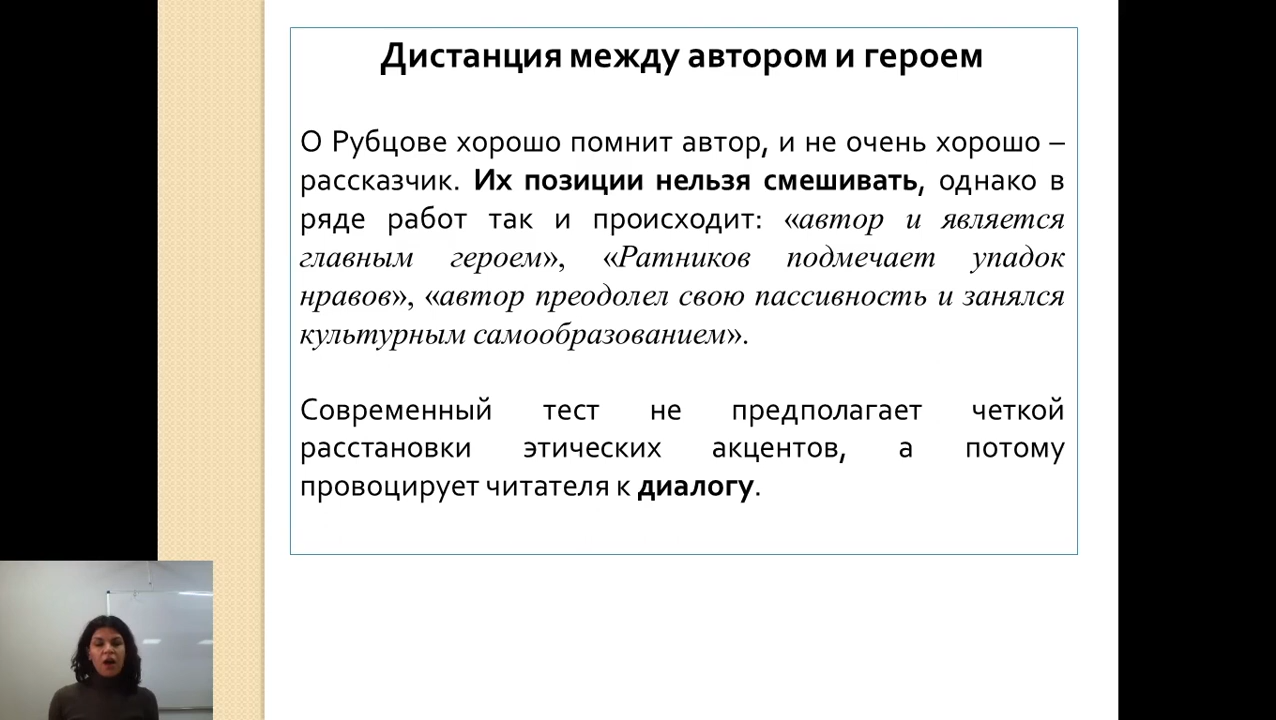 Дистанция между автором и героем
О Рубцове хорошо помнит автор, и не очень хорошо –
рассказчик. Их позиции нельзя смешивать, однако в
ряде работ так и происходит: «автор и является
главным героем», «Ратников подмечает упадок
нравов», «автор преодолел свою пассивность и занялся
культурным самообразованием».
Современный тест не предполагает четкой
расстановки этических акцентов, а потому
провоцирует читателя к диалогу.